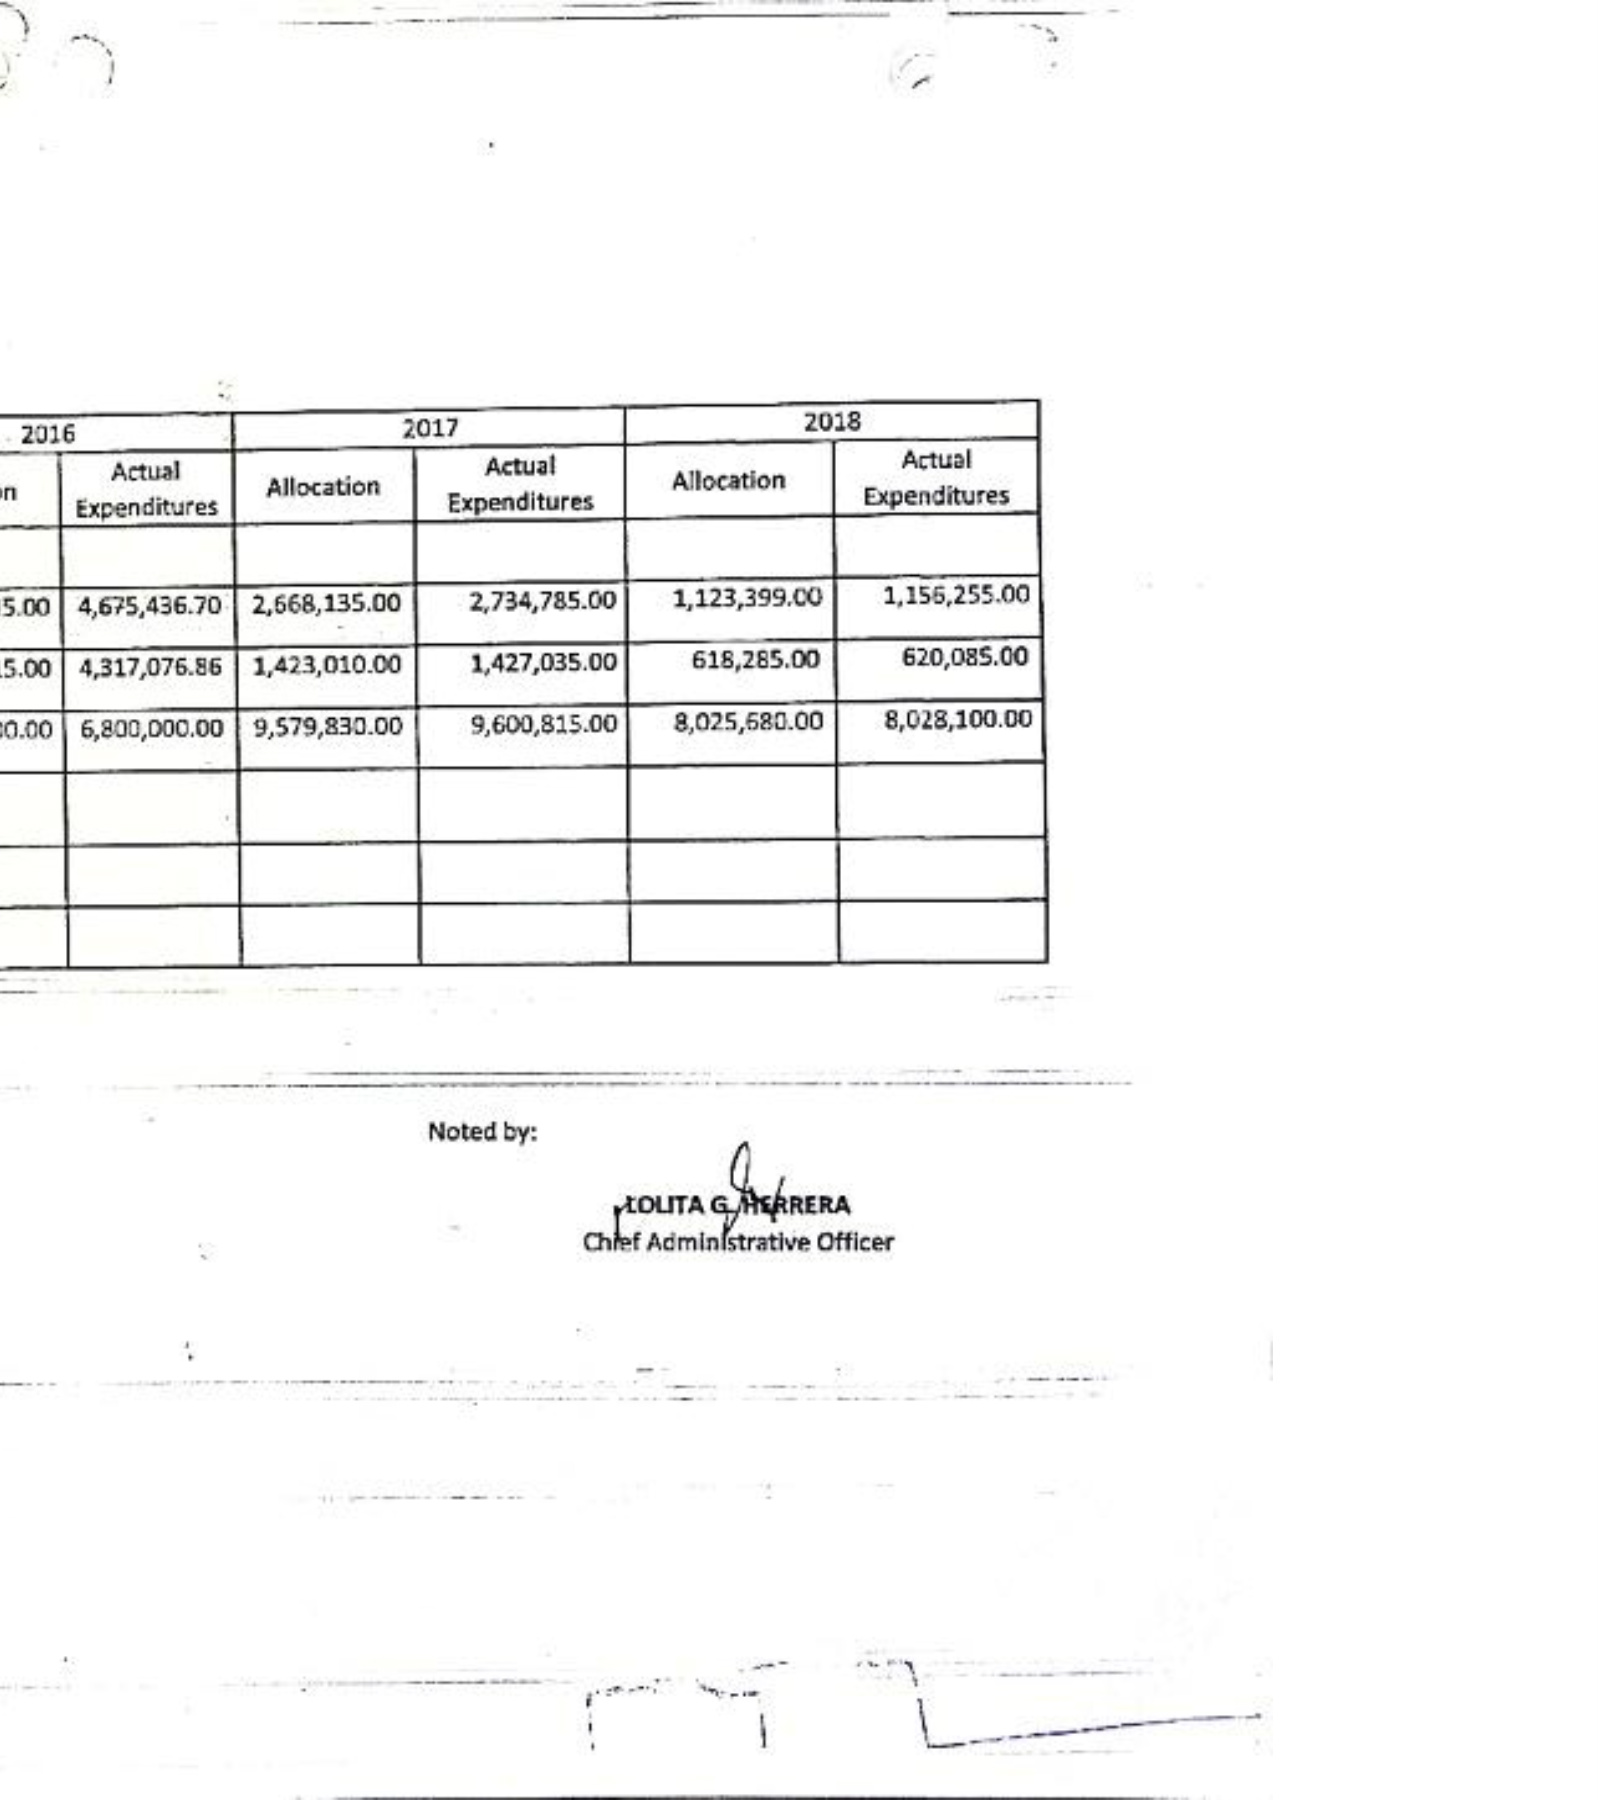 2016 2017 2018
on Actual Expenditures Allocation Actual Expenditures Allocation Actual Expenditures
5.00 4,675,436.70 2,668,135.00 2,734,785.00 1,123,399.00 1,156,255.00
5.00 4,317,076.86 1,423,010.00 1,427,035.00 618,285.00 620,085.00
0.00 6,800,000.00 9,579,830.00 9,600,815.00 8,025,680.00 8,028,100.00
Noted by:
LOLITA G. HERRERA
Chief Administrative Officer